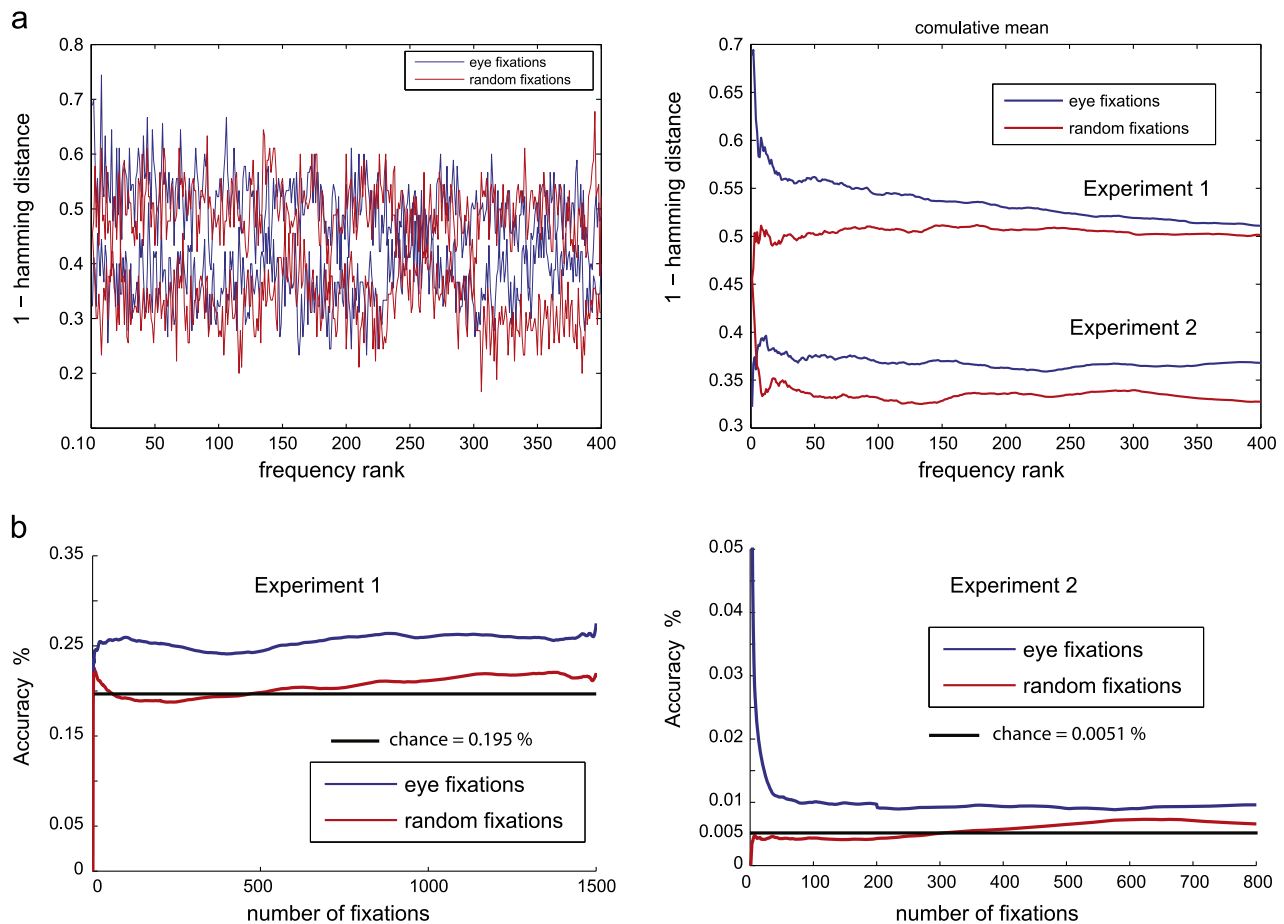 a
0.8
0.7
0.6
0.5
0.4
0.3
0.2
0.10
50
100
150
200
250
300
350
400
1 − hamming distance
frequency rank
eye fixations
random fixations
comulative mean
0.7
0.65
0.6
0.55
0.5
0.45
0.4
0.35
0.3
0
50
100
150
200
250
300
350
400
1 − hamming distance
frequency rank
eye fixations
random fixations
Experiment 1
Experiment 2
b
0.35
0.25
0.15
0.05
0
0
500
1000
1500
Accuracy %
number of fixations
Experiment 1
chance = 0.195 %
eye fixations
random fixations
0.05
0.04
0.03
0.02
0.01
0.005
0
0
100
200
300
400
500
600
700
800
Accuracy %
number of fixations
Experiment 2
eye fixations
random fixations
chance = 0.0051 %